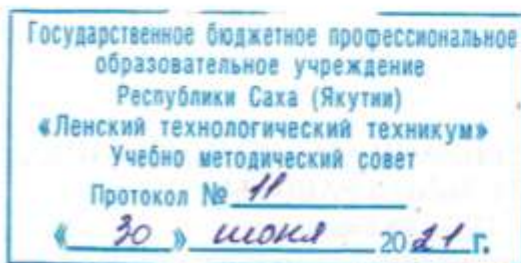 Государственное бюджетное профессиональное
образовательное учреждение
Республики Саха (Якутии)
«Ленский технологический техникум»
Учебно методический совет
Протокол № 11
« 30 » июня 2021 г.